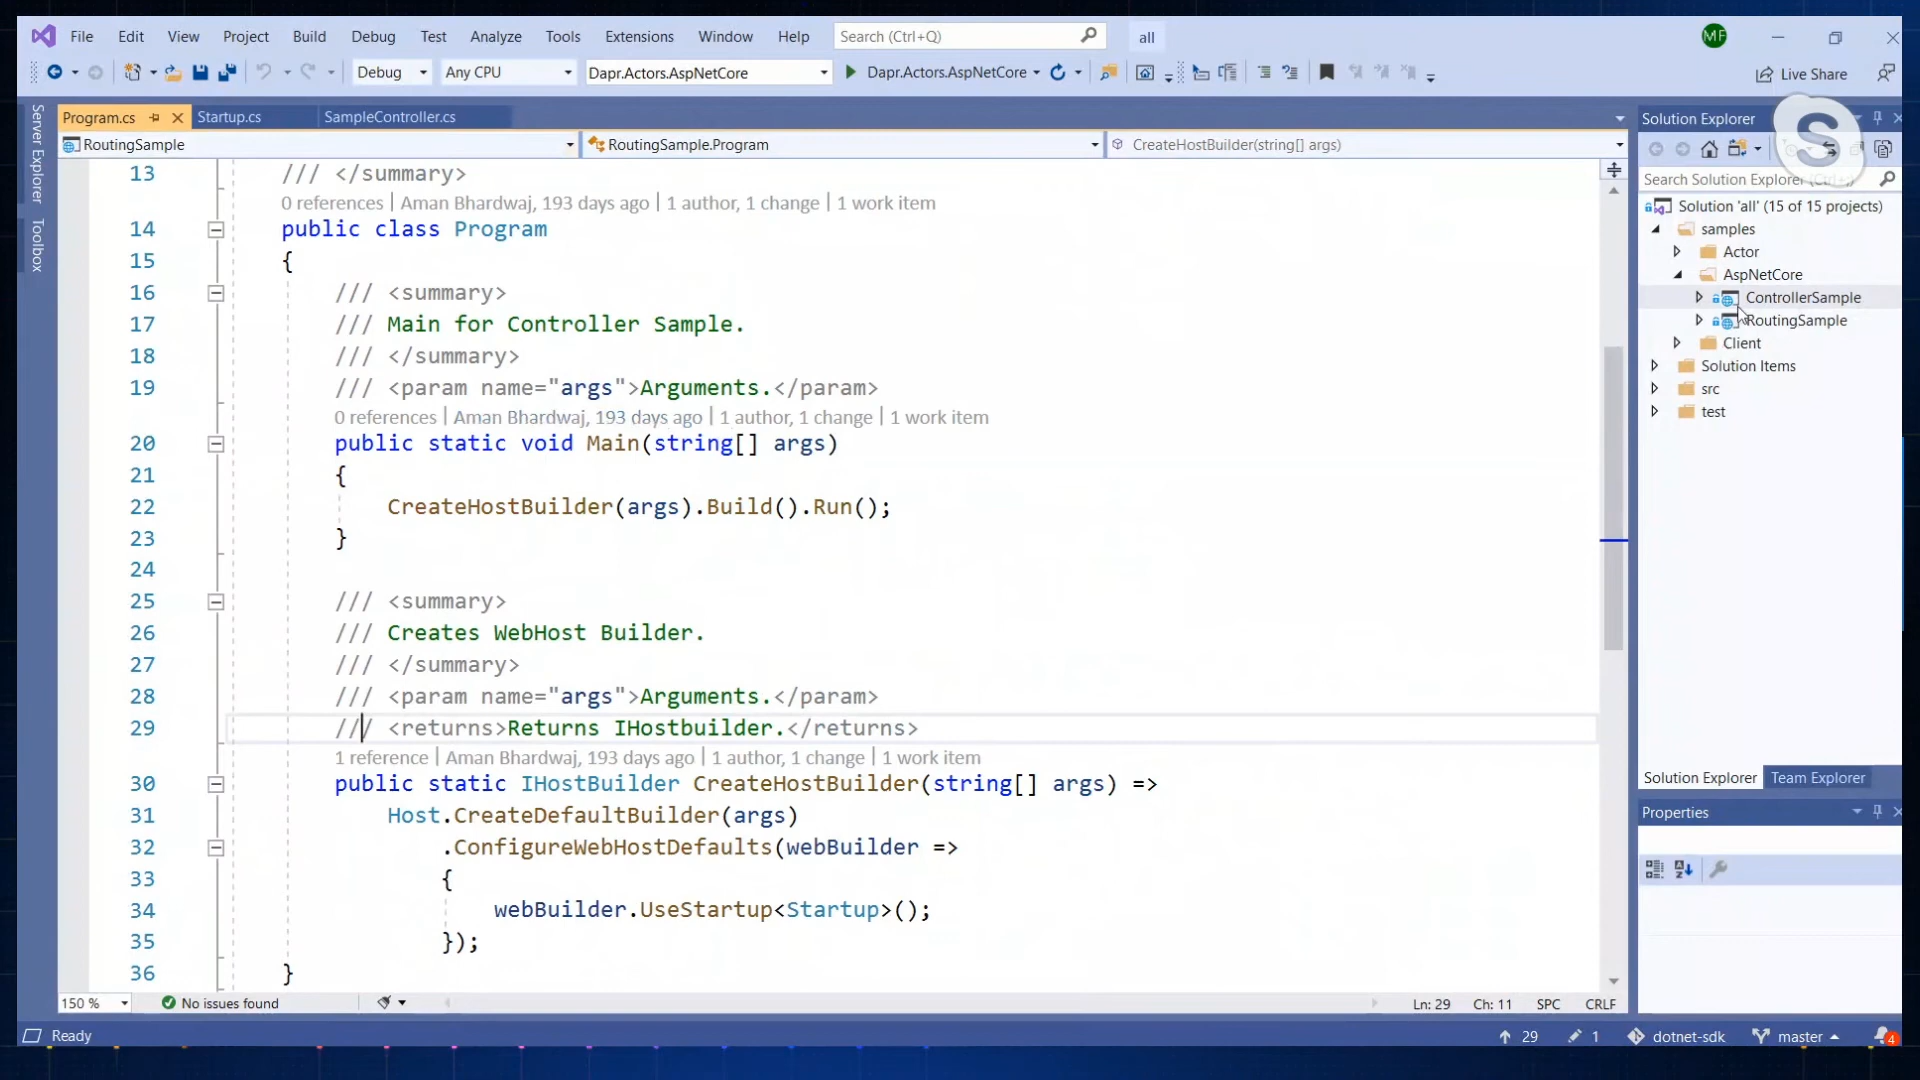 File Edit View Project Build Debug Test Analyze Tools Extensions Window Help Search (Ctrl+Q) all MF
Debug Any CPU Dapr.Actors.AspNetCore Dapr.Actors.AspNetCore Live Share
Server Explorer
Toolbox
Program.cs Startup.cs SampleController.cs
RoutingSample RoutingSample.Program CreateHostBuilder(string[] args)
13 /// </summary>
0 references | Aman Bhardwaj, 193 days ago | 1 author, 1 change | 1 work item
14 public class Program
15 {
16 /// <summary>
17 /// Main for Controller Sample.
18 /// </summary>
19 /// <param name="args">Arguments.</param>
0 references | Aman Bhardwaj, 193 days ago | 1 author, 1 change | 1 work item
20 public static void Main(string[] args)
21 {
22 CreateHostBuilder(args).Build().Run();
23 }
24
25 /// <summary>
26 /// Creates WebHost Builder.
27 /// </summary>
28 /// <param name="args">Arguments.</param>
29 /// <returns>Returns IHostbuilder.</returns>
1 reference | Aman Bhardwaj, 193 days ago | 1 author, 1 change | 1 work item
30 public static IHostBuilder CreateHostBuilder(string[] args) =>
31 Host.CreateDefaultBuilder(args)
32 .ConfigureWebHostDefaults(webBuilder =>
33 {
34 webBuilder.UseStartup<Startup>();
35 });
36 }
150 % No issues found Ln: 29 Ch: 11 SPC CRLF
Solution Explorer
Search Solution Explorer (Ctrl+;)
Solution 'all' (15 of 15 projects)
samples
Actor
AspNetCore
ControllerSample
RoutingSample
Client
Solution Items
src
test
Solution Explorer Team Explorer
Properties
Ready 29 1 dotnet-sdk master 4